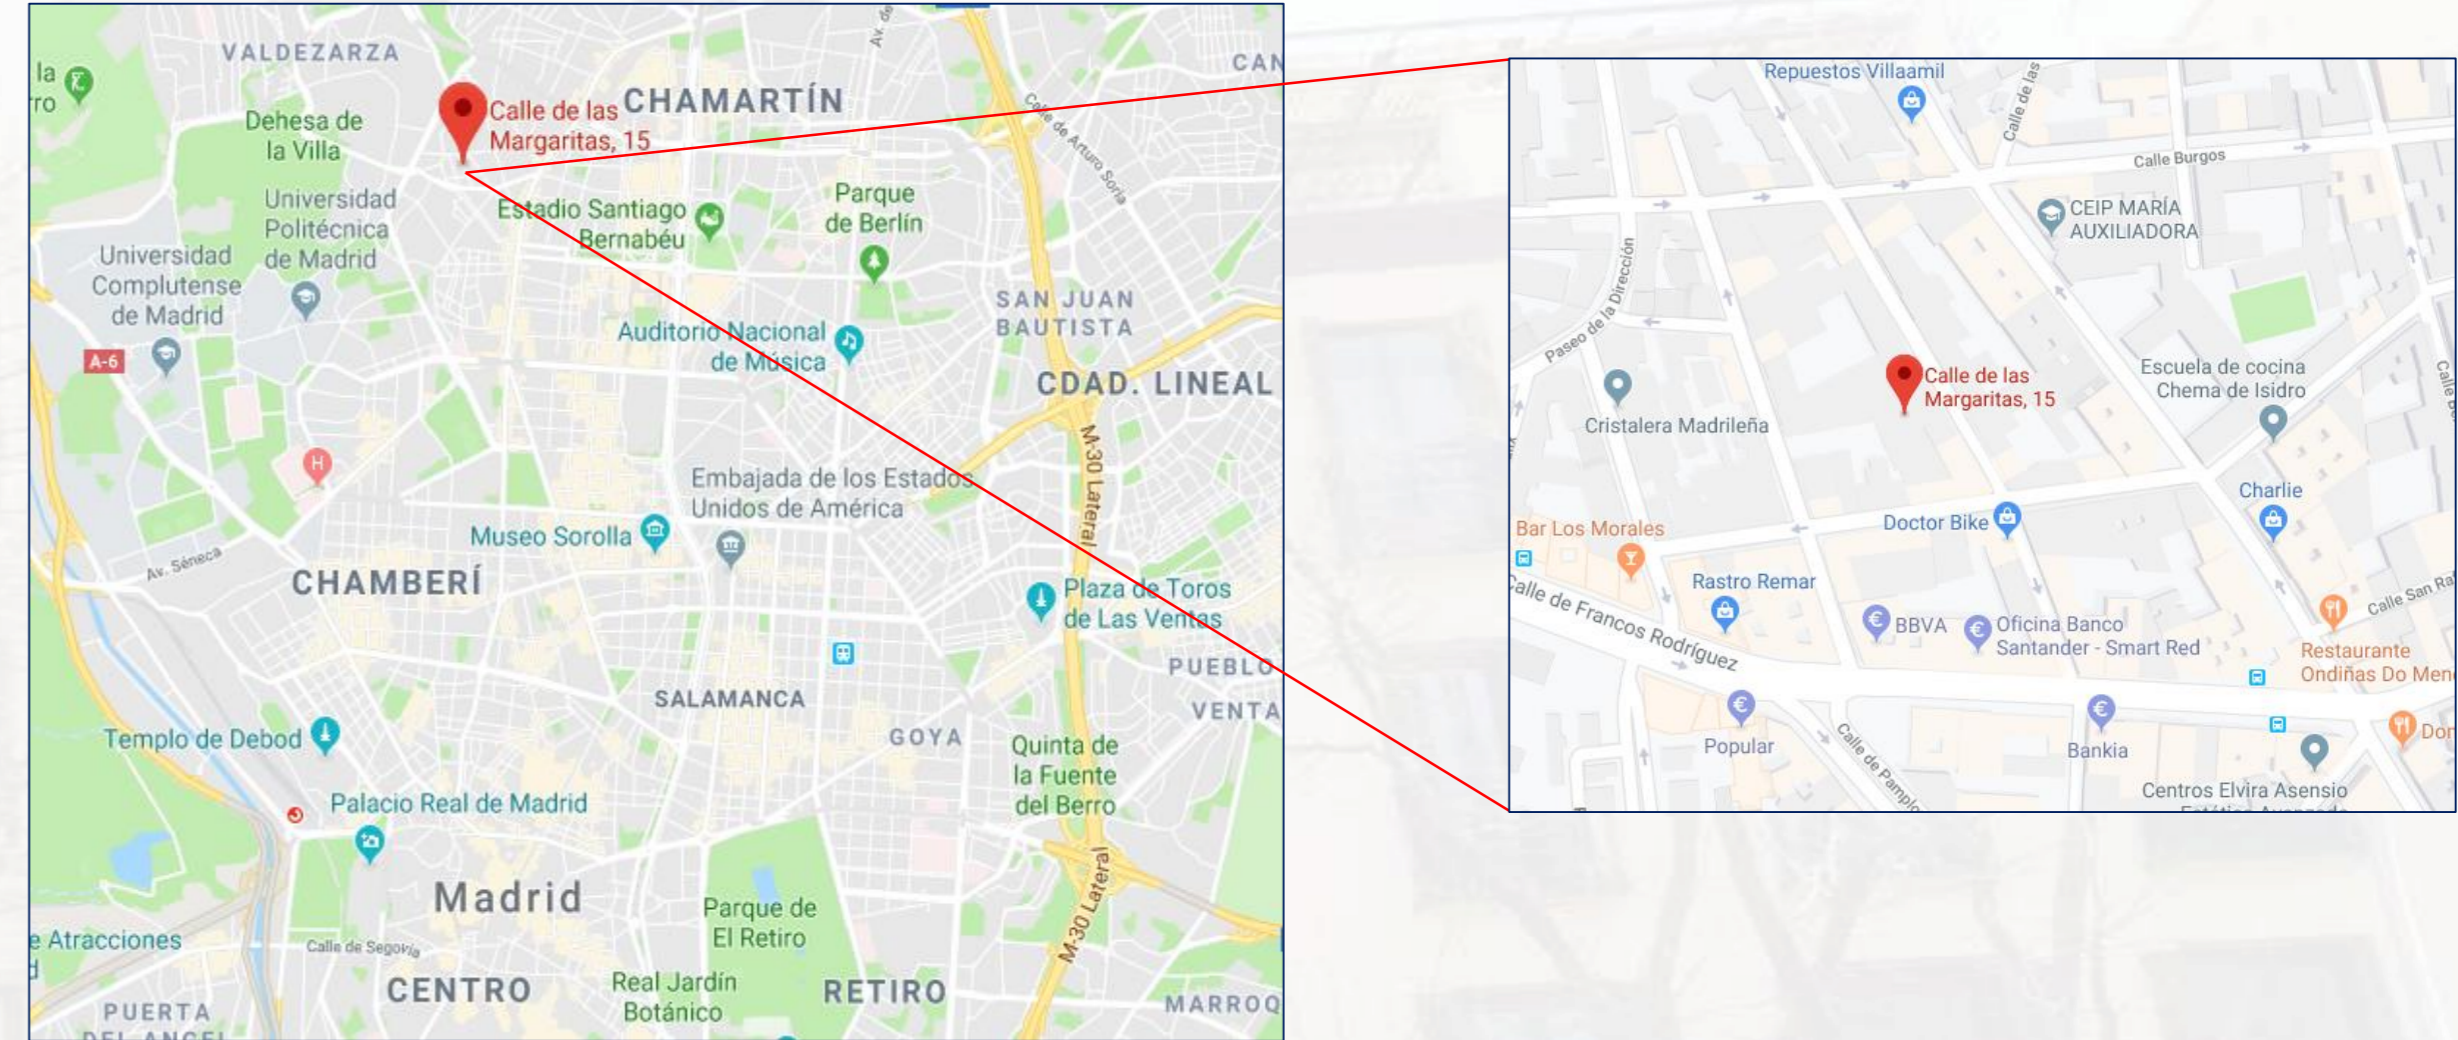 VALDEZARZA
la
rro
Calle de las
Margaritas, 15
CHAMARTÍN
Av. de
CAN
Dehesa de
la Villa
Calle de Arturo Soria
Universidad
Politécnica
de Madrid
Estadio Santiago
Bernabéu
Parque
de Berlín
Universidad
Complutense
de Madrid
SAN JUAN
BAUTISTA
Auditorio Nacional
de Música
A-6
CDAD. LINEAL
H
M-30 Lateral
Embajada de los Estados
Unidos de América
Museo Sorolla
Av. Séneca
CHAMBERÍ
Plaza de Toros
de Las Ventas
PUEBLO
SALAMANCA
VENTA
GOYA
Templo de Debod
Quinta de
la Fuente
del Berro
Palacio Real de Madrid
M-30 Lateral
Madrid
Parque de
El Retiro
e Atracciones
d
Calle de Segovia
CENTRO
Real Jardín
Botánico
RETIRO
MARROQ
PUERTA
DEL ANGEL
Repuestos Villaamil
Calle de las
Calle Burgos
CEIP MARÍA
AUXILIADORA
Paseo de la Dirección
Calle de las
Margaritas, 15
Escuela de cocina
Chema de Isidro
Cristalera Madrileña
Charlie
Bar Los Morales
Doctor Bike
Rastro Remar
Calle de Francos Rodríguez
BBVA
Oficina Banco
Santander - Smart Red
Calle San Ra
Restaurante
Ondiñas Do Men
Popular
Calle de Pamplo
Bankia
Don
Centros Elvira Asensio